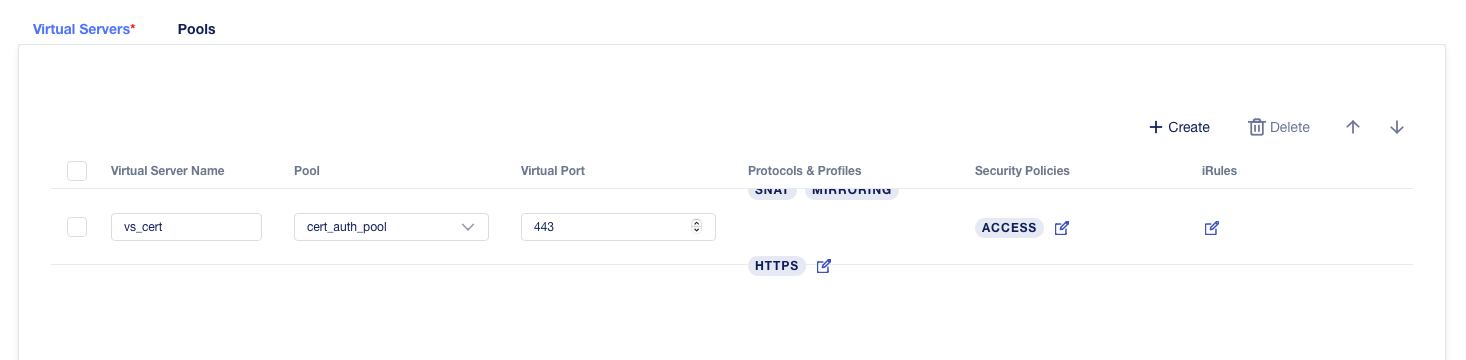 Virtual Servers* Pools
Create Delete
Virtual Server Name Pool Virtual Port Protocols & Profiles Security Policies iRules
SNAT MIRRORING
vs_cert cert_auth_pool 443 ACCESS
HTTPS